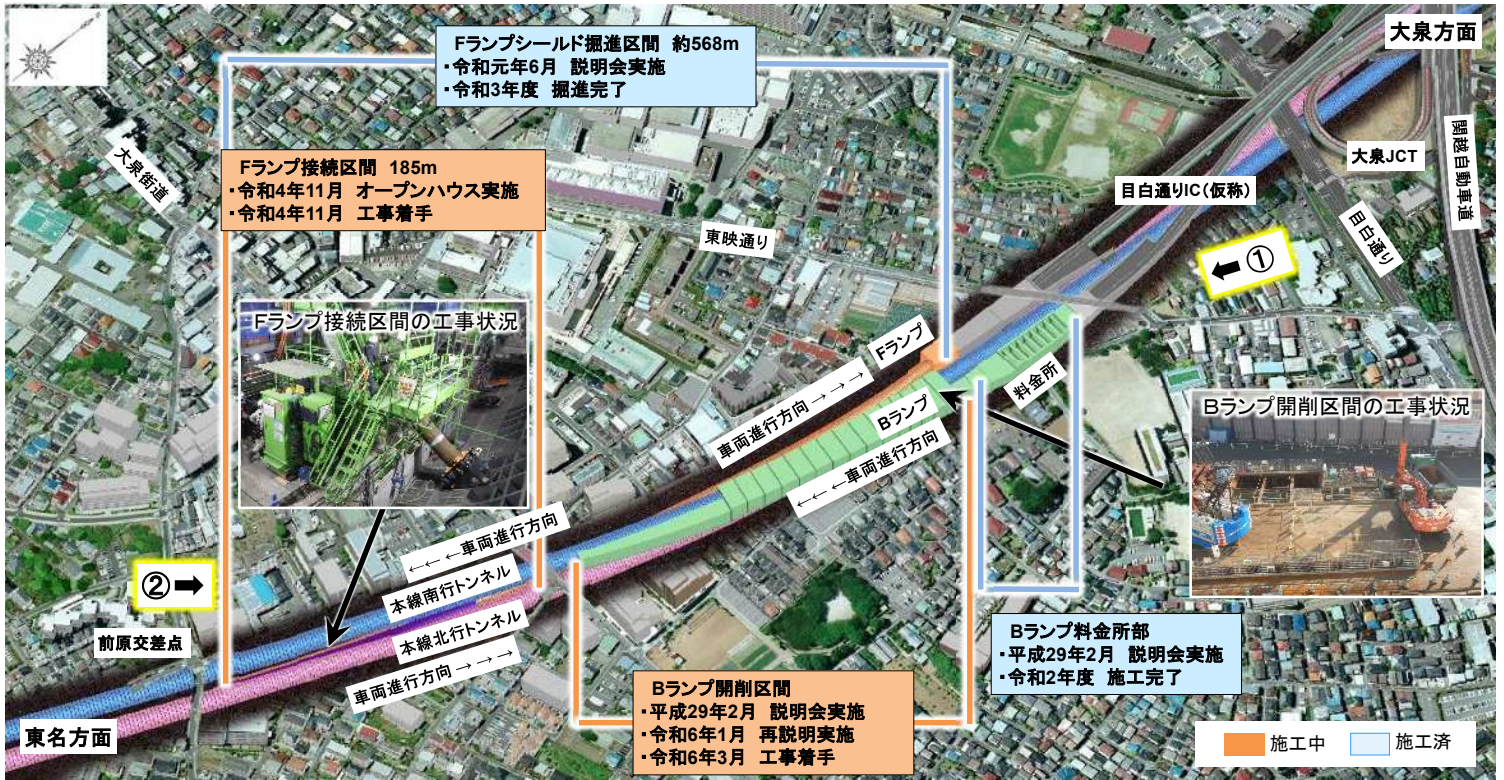 大泉方面
Fランプシールド掘進区間 約568m
・令和元年6月 説明会実施
・令和3年度 掘進完了
Fランプ接続区間 185m
・令和4年11月 オープンハウス実施
・令和4年11月 工事着手
大泉街道
東映通り
目白通りIC(仮称)
大泉JCT
関越自動車道
目白通り
←①
Fランプ接続区間の工事状況
車両進行方向→→→
Fランプ
Bランプ
料金所
←←←車両進行方向
Bランプ開削区間の工事状況
②➡
←←車両進行方向
本線南行トンネル
本線北行トンネル
車両進行方向→→→
前原交差点
東名方面
Bランプ開削区間
・平成29年2月 説明会実施
・令和6年1月 再説明実施
・令和6年3月 工事着手
Bランプ料金所部
・平成29年2月 説明会実施
・令和2年度 施工完了
施工中
施工済